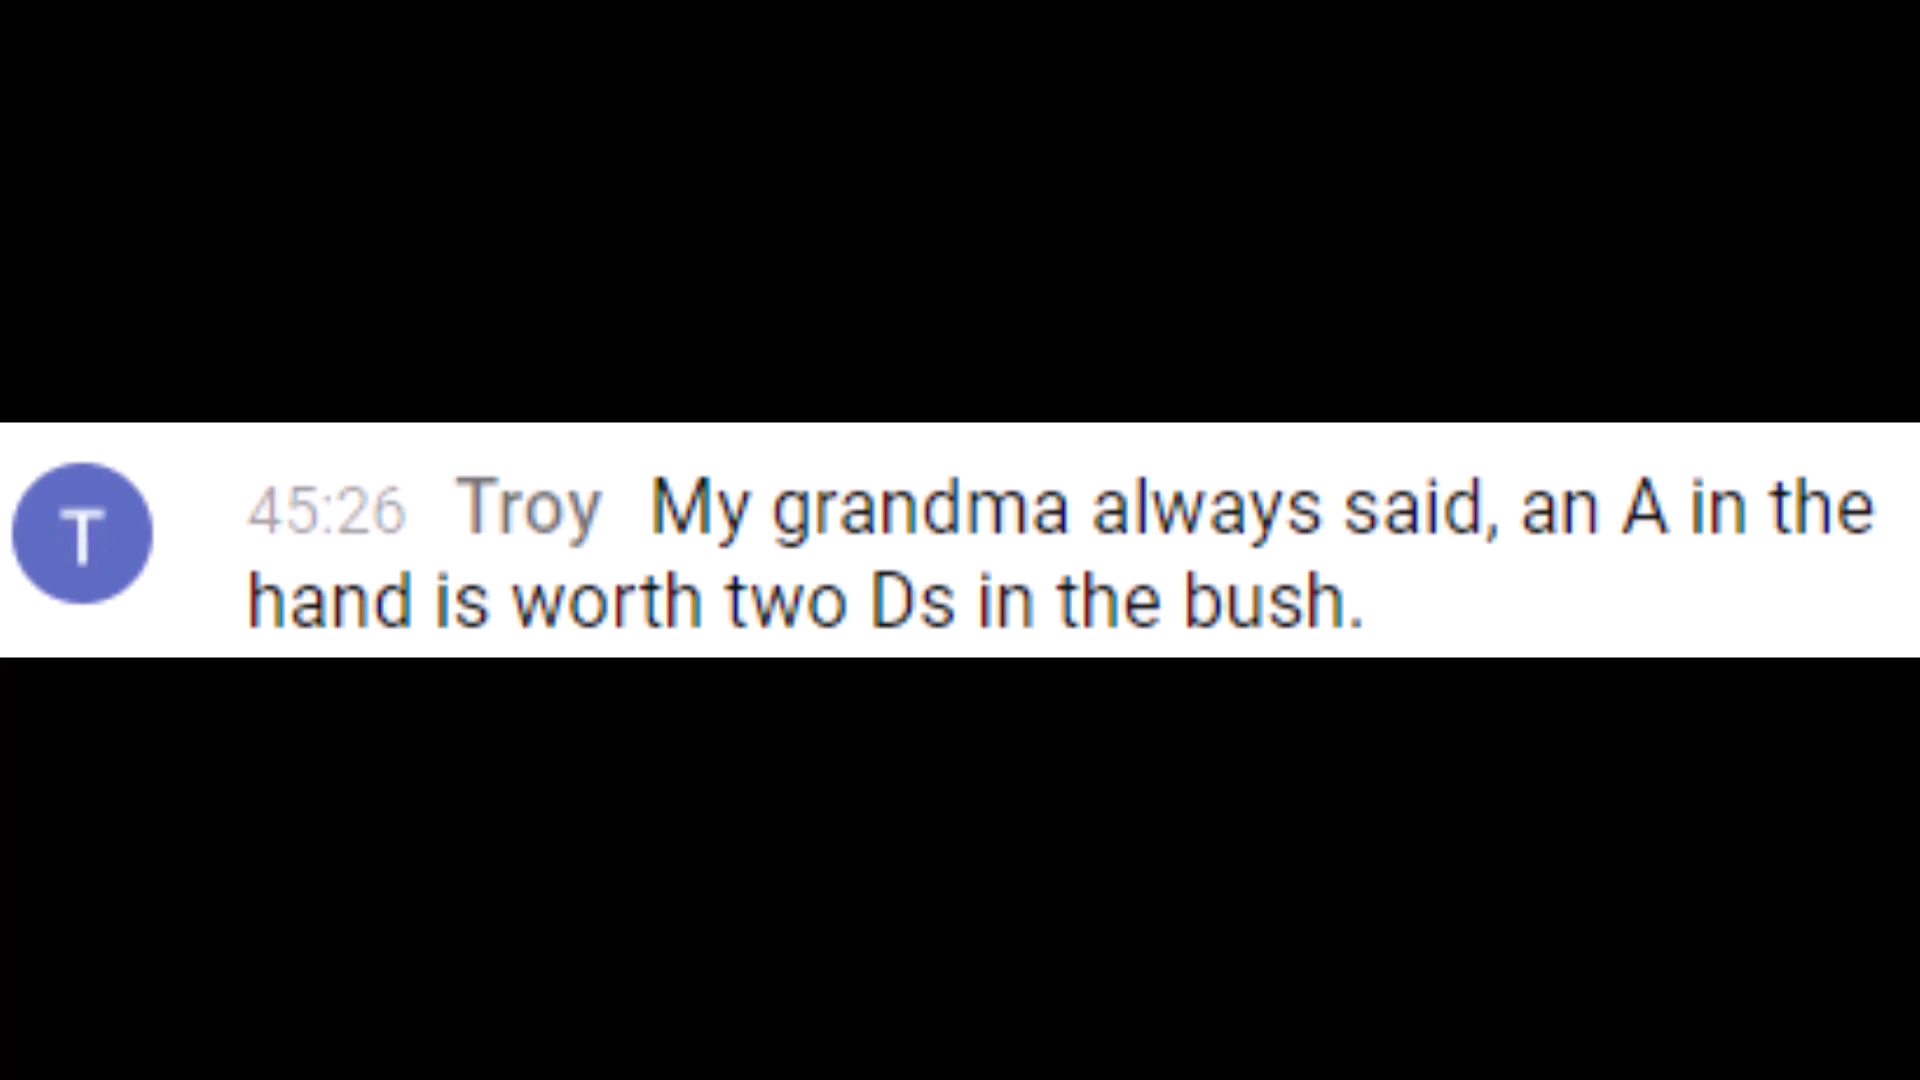 T
45:26 Troy My grandma always said, an A in the
hand is worth two Ds in the bush.